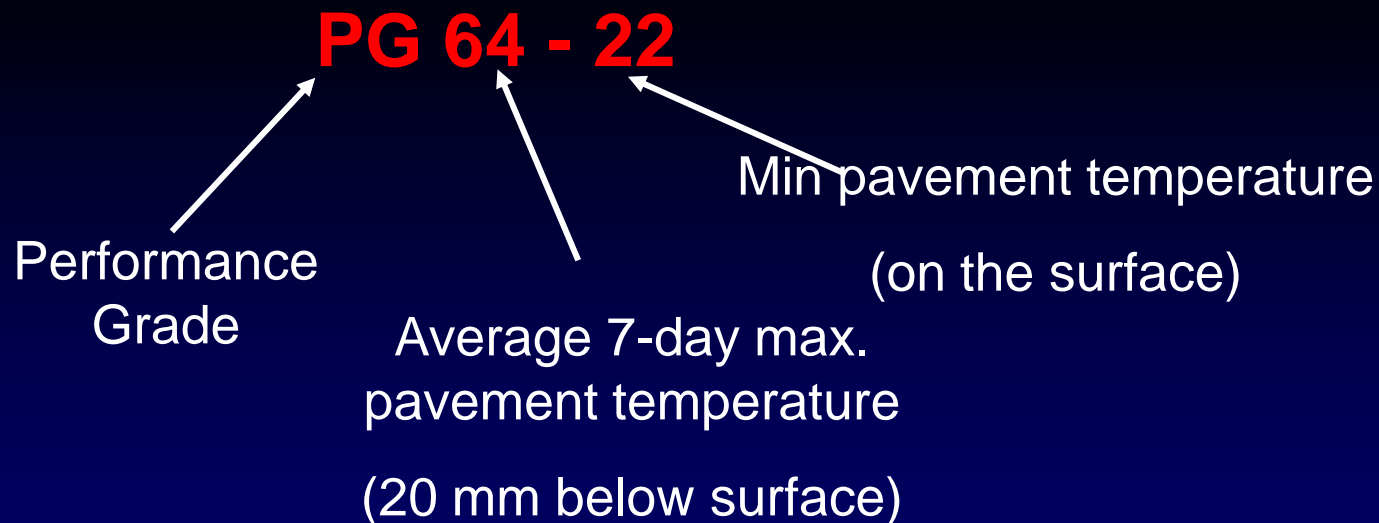 PG 64 - 22
Performance
Grade
Average 7-day max.
pavement temperature
(20 mm below surface)
Min pavement temperature
(on the surface)